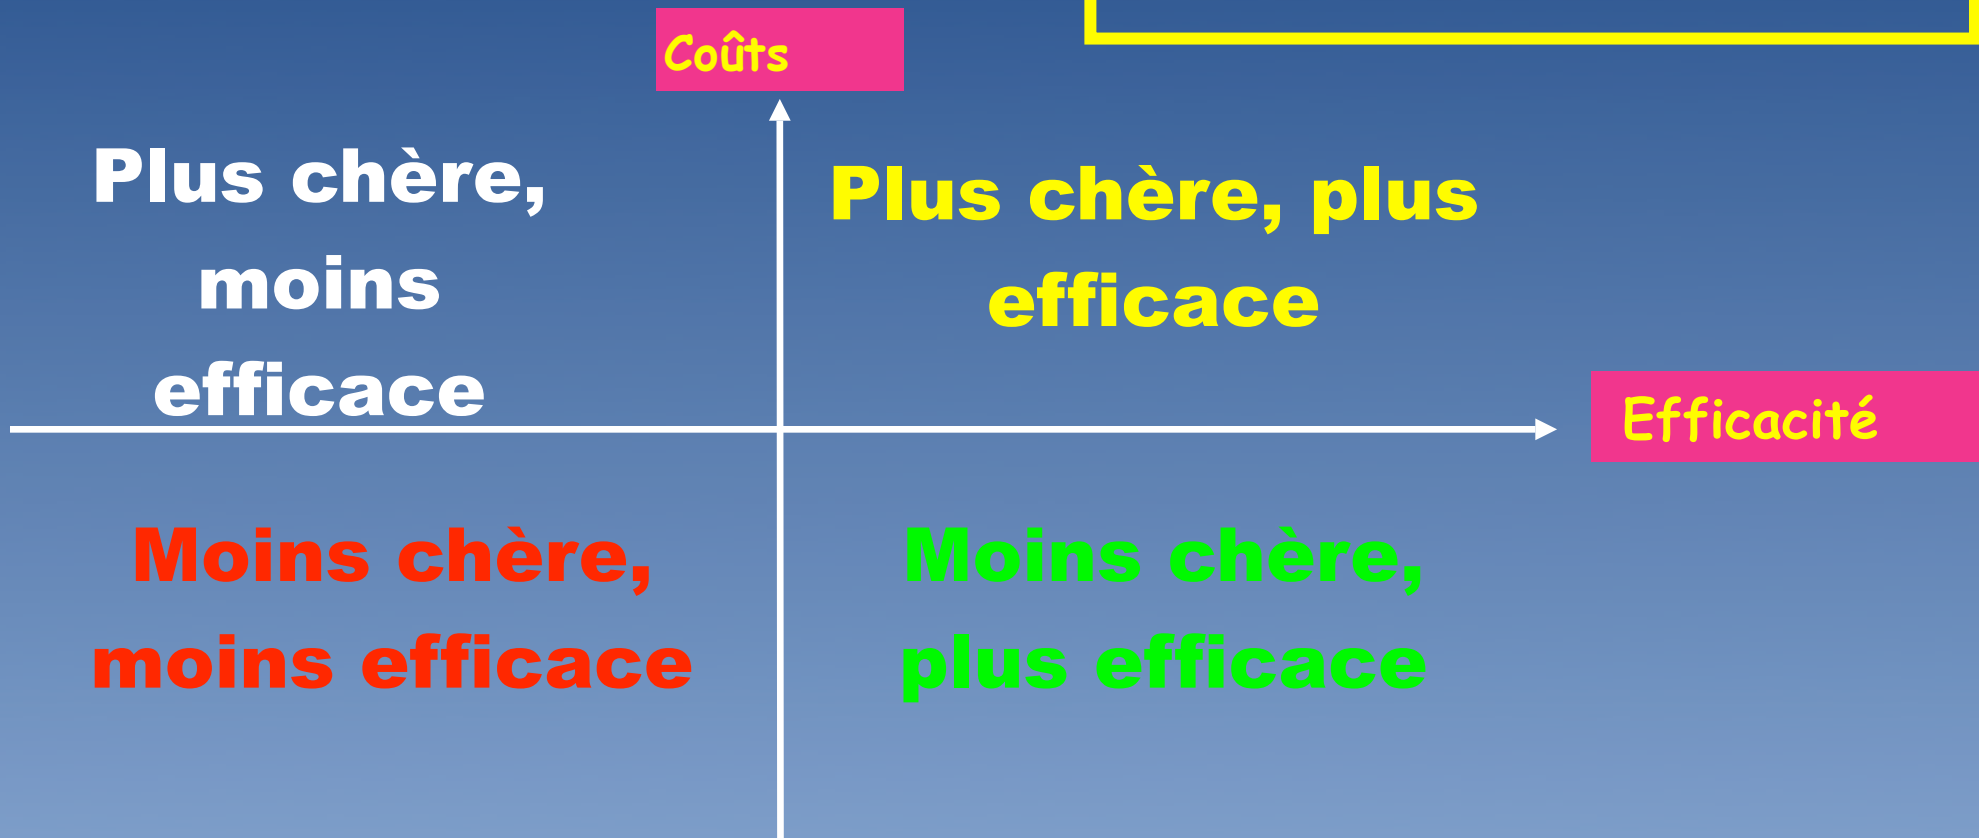 Coûts
Plus chère,
moins
efficace
Plus chère, plus
efficace
Efficacité
Moins chère,
moins efficace
Moins chère,
plus efficace